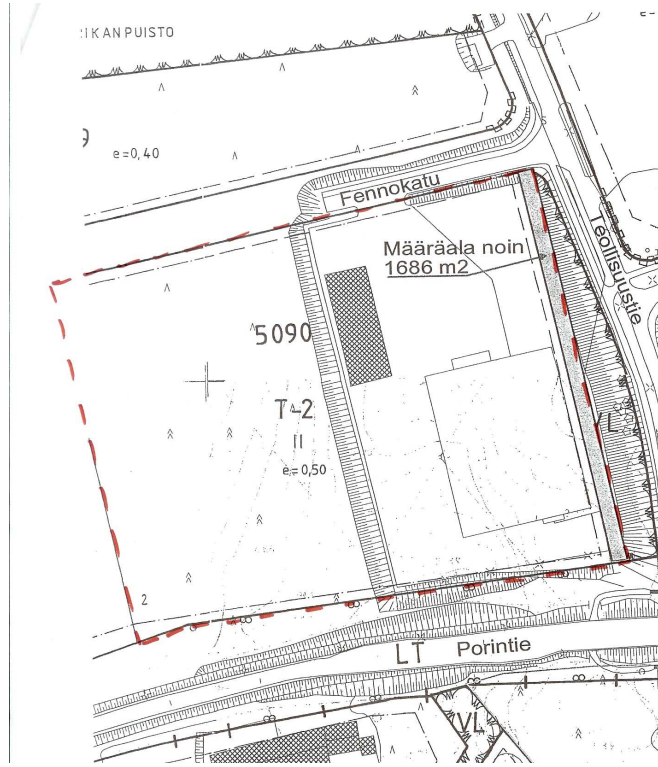 :IKANPUISTO
9
e=0,40
Fennokatu
Määräala noin
1686 m2
Teollisuustie
5090
T-2
II
e=0,50
VL
2
LT Porintie
VL